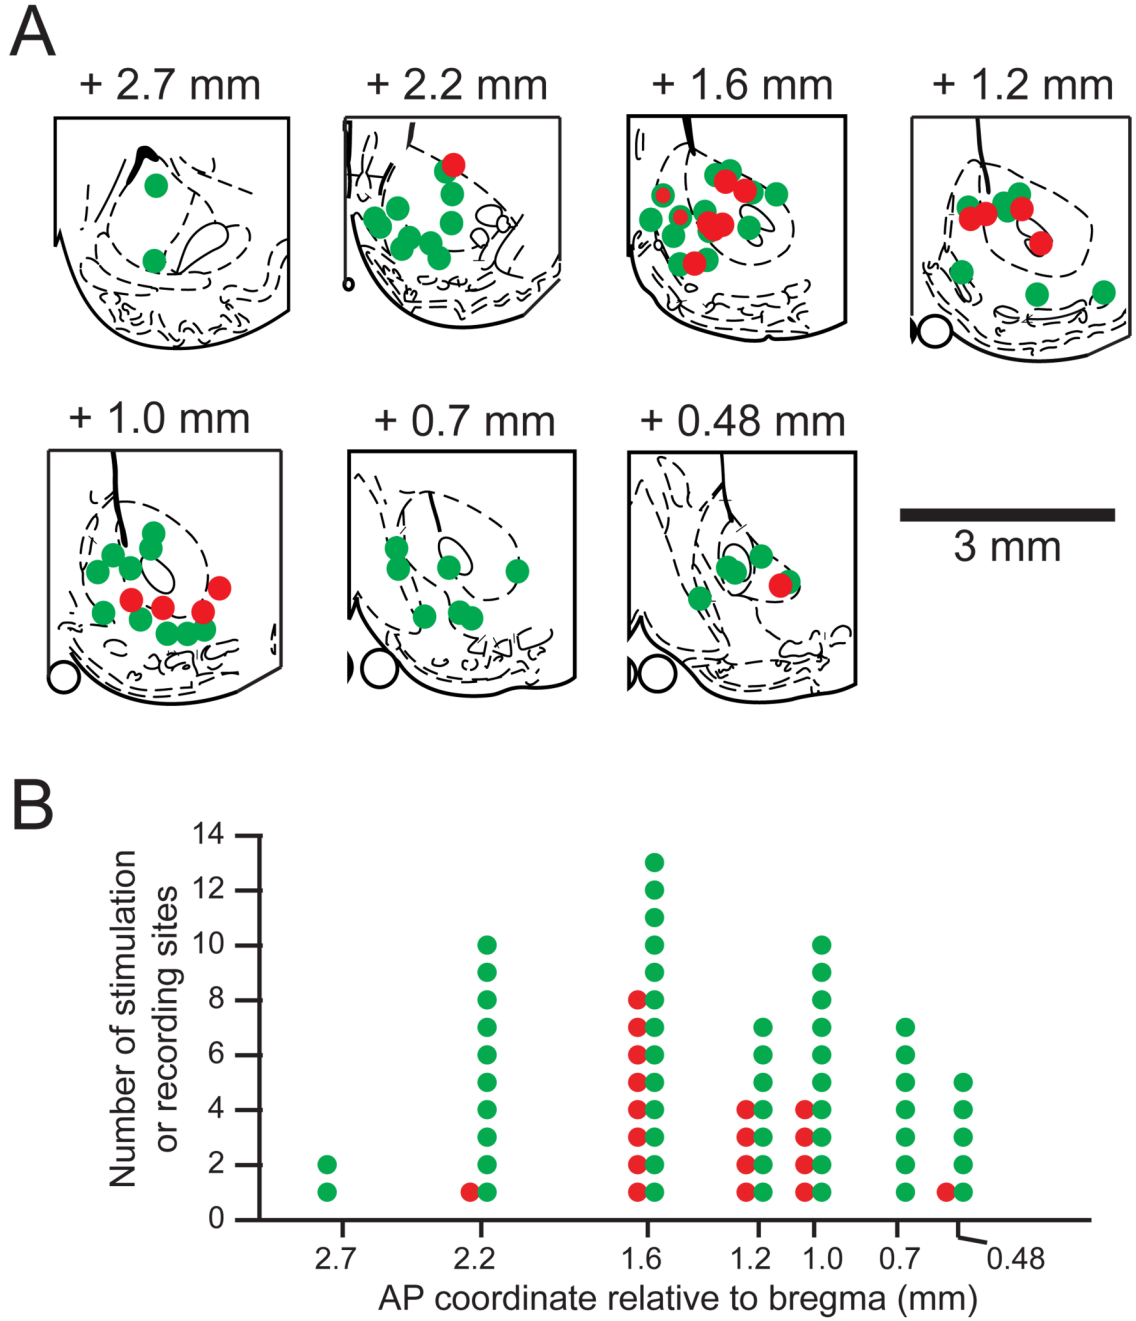 A
+ 2.7 mm
+ 2.2 mm
+ 1.6 mm
+ 1.2 mm
+ 1.0 mm
+ 0.7 mm
+ 0.48 mm
3 mm
B
Number of stimulation
or recording sites
14
12
10
8
6
4
2
0
2.7
2.2
1.6
1.2
1.0
0.7
0.48
AP coordinate relative to bregma (mm)